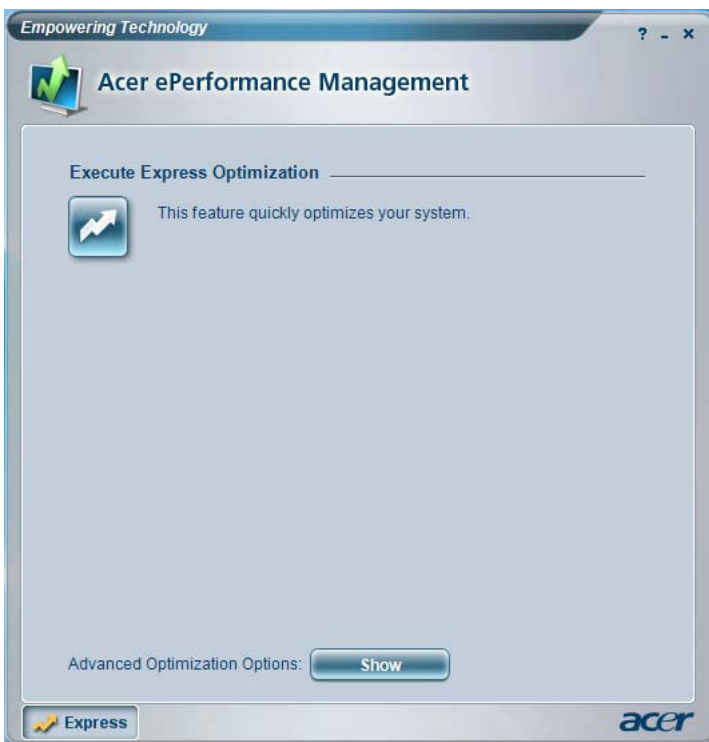 Empowering Technology
? - x
Acer ePerformance Management
Execute Express Optimization
This feature quickly optimizes your system.
Advanced Optimization Options: Show
Express
acer